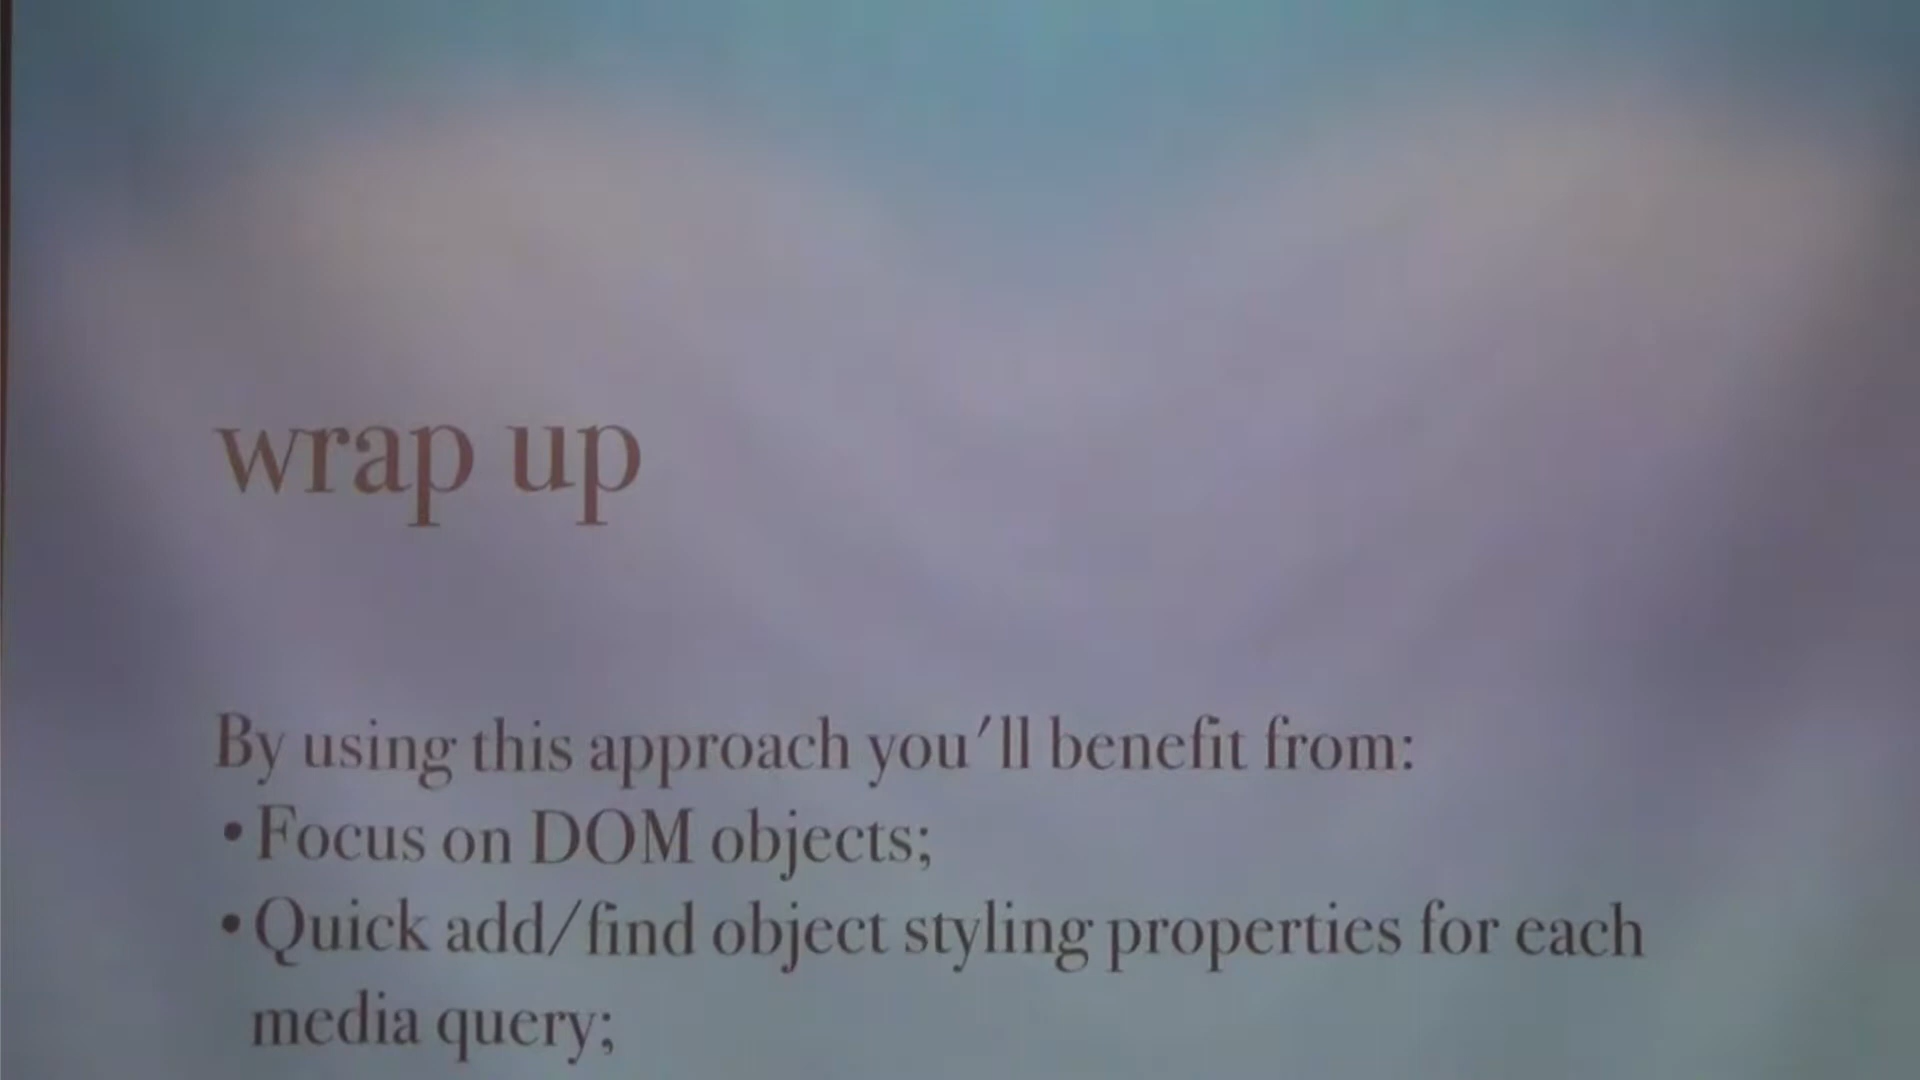 wrap up
By using this approach you'll benefit from:
•Focus on DOM objects;
•Quick add/find object styling properties for each
media query;